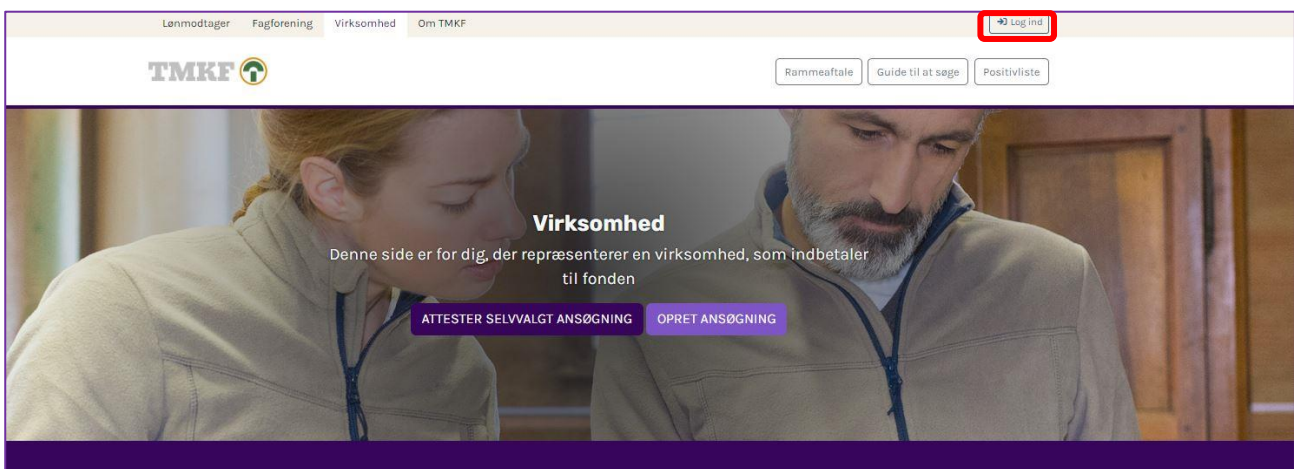 Lønmodtager Fagforening Virksomhed Om TMKF Log ind
TMKF Rammeaftale Guide til at søge Positivliste
Virksomhed
Denne side er for dig, der repræsenterer en virksomhed, som indbetaler
til fonden
ATTESTER SELVVALGT ANSØGNING OPRET ANSØGNING